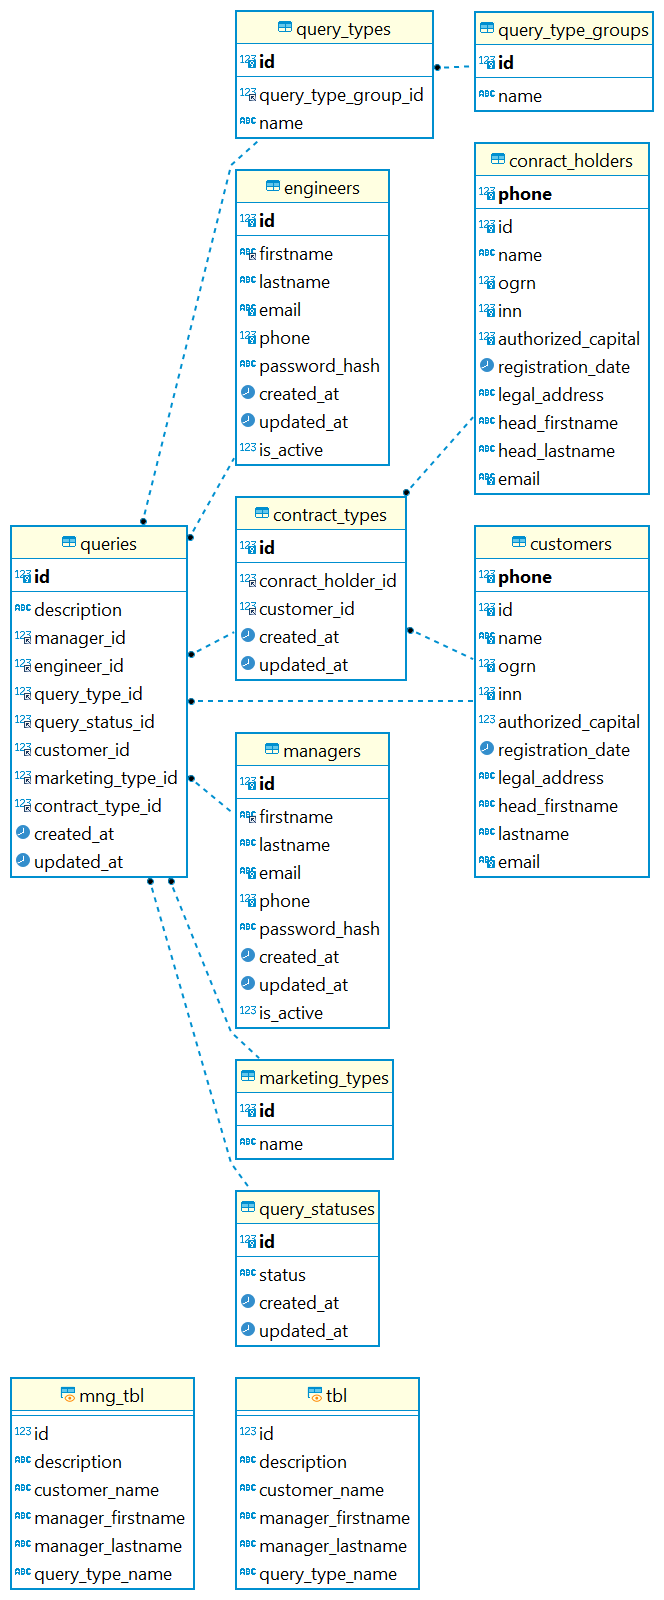 query_types
id
query_type_group_id
name
query_type_groups
id
name
engineers
id
firstname
lastname
email
phone
password_hash
created_at
updated_at
is_active
conract_holders
phone
id
name
ogrn
inn
authorized_capital
registration_date
legal_address
head_firstname
head_lastname
email
queries
id
description
manager_id
engineer_id
query_type_id
query_status_id
customer_id
marketing_type_id
contract_type_id
created_at
updated_at
contract_types
id
conract_holder_id
customer_id
created_at
updated_at
customers
phone
id
name
ogrn
inn
authorized_capital
registration_date
legal_address
head_firstname
lastname
email
managers
id
firstname
lastname
email
phone
password_hash
created_at
updated_at
is_active
marketing_types
id
name
query_statuses
id
status
created_at
updated_at
mng_tbl
id
description
customer_name
manager_firstname
manager_lastname
query_type_name
tbl
id
description
customer_name
manager_firstname
manager_lastname
query_type_name